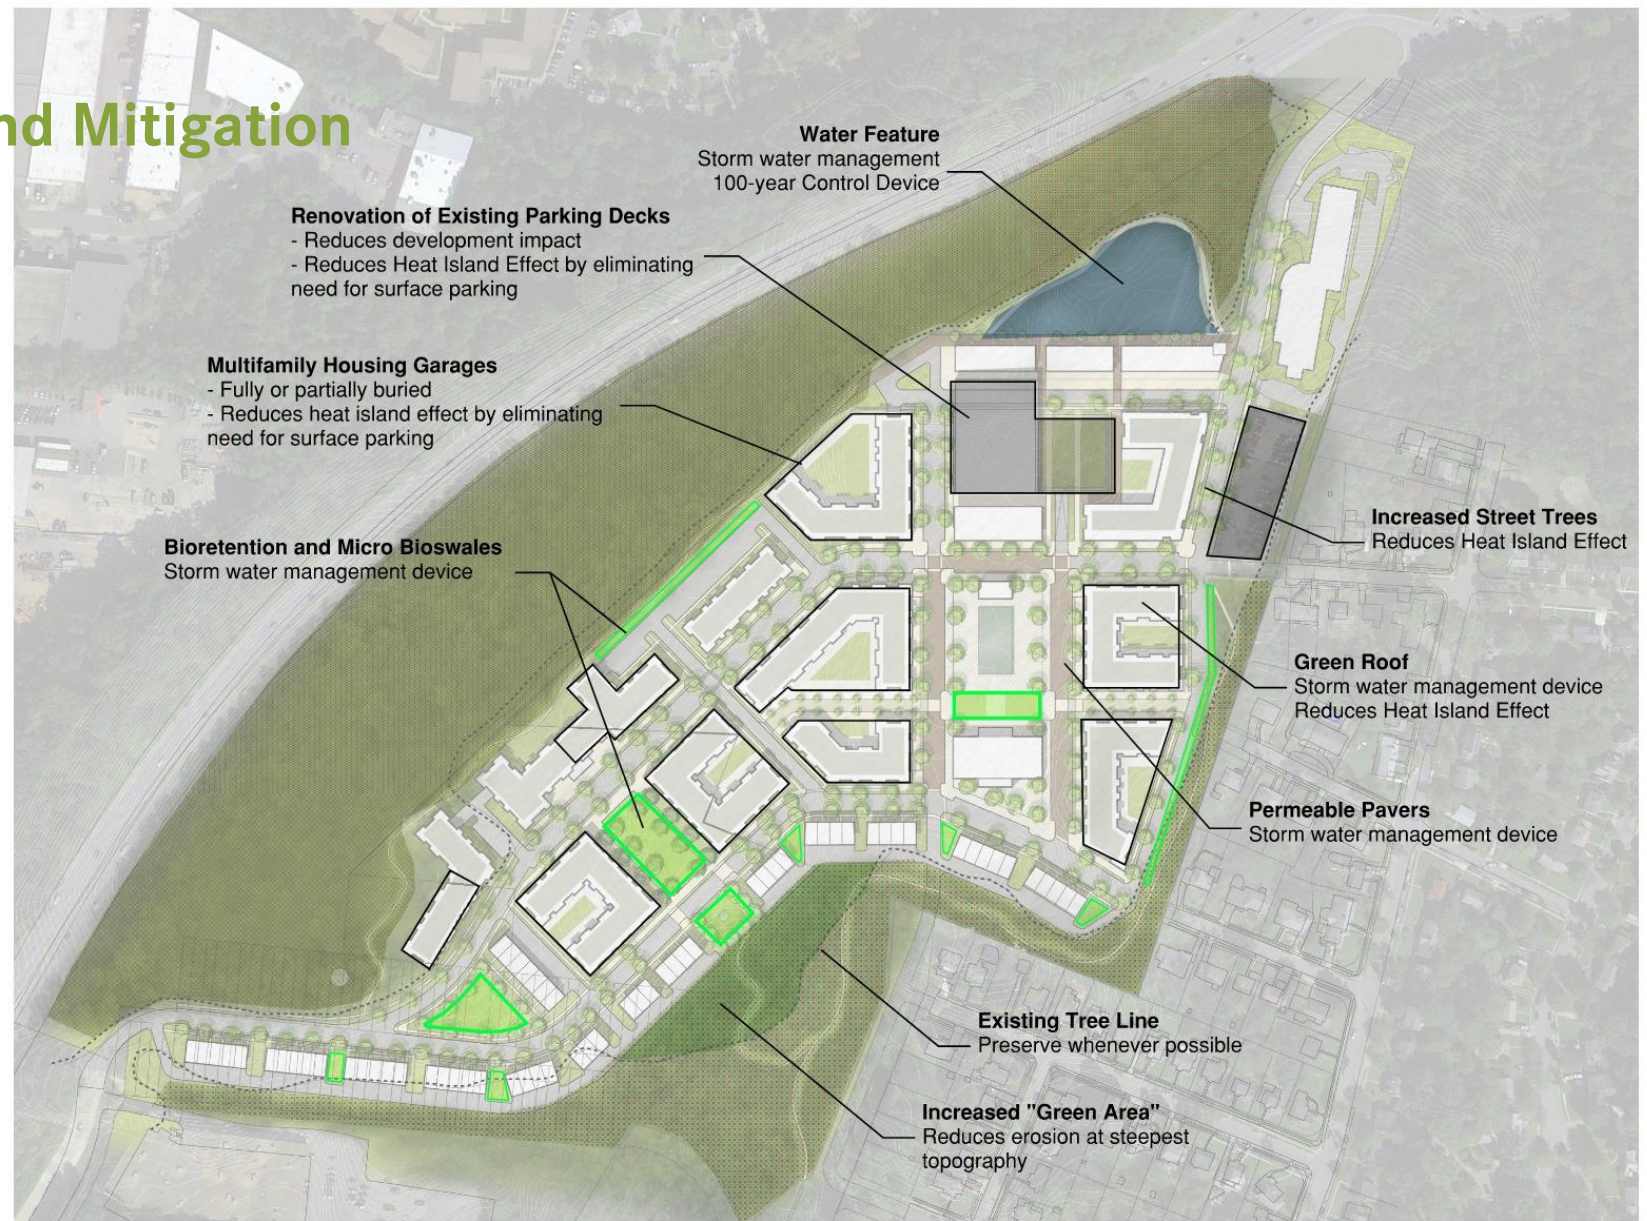 nd Mitigation
Water Feature
Storm water management
100-year Control Device
Renovation of Existing Parking Decks
- Reduces development impact
- Reduces Heat Island Effect by eliminating
need for surface parking
Multifamily Housing Garages
- Fully or partially buried
- Reduces heat island effect by eliminating
need for surface parking
Increased Street Trees
Reduces Heat Island Effect
Bioretention and Micro Bioswales
Storm water management device
Green Roof
Storm water management device
Reduces Heat Island Effect
Permeable Pavers
Storm water management device
Existing Tree Line
Preserve whenever possible
Increased "Green Area"
Reduces erosion at steepest
topography